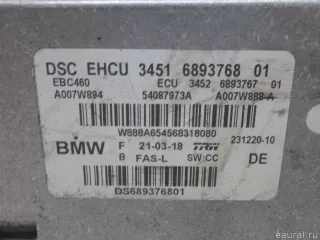 DSC EHCU 3451 6893768 01
EBC460 ECU 3452 6893767 01
A007W894 54087973A A007W888-A
W888A654568318080
231220-10
BMW F 21-03-18 TRW
B FAS-L SW:CC DE
DS689376801
eaural.ru